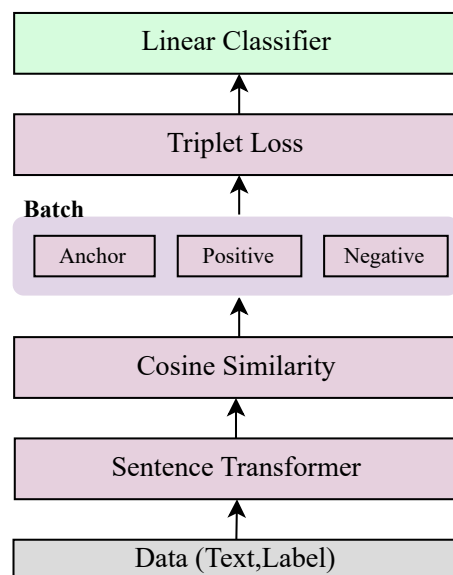 Linear Classifier
Triplet Loss
Batch
Anchor Positive Negative
Cosine Similarity
Sentence Transformer
Data (Text,Label)